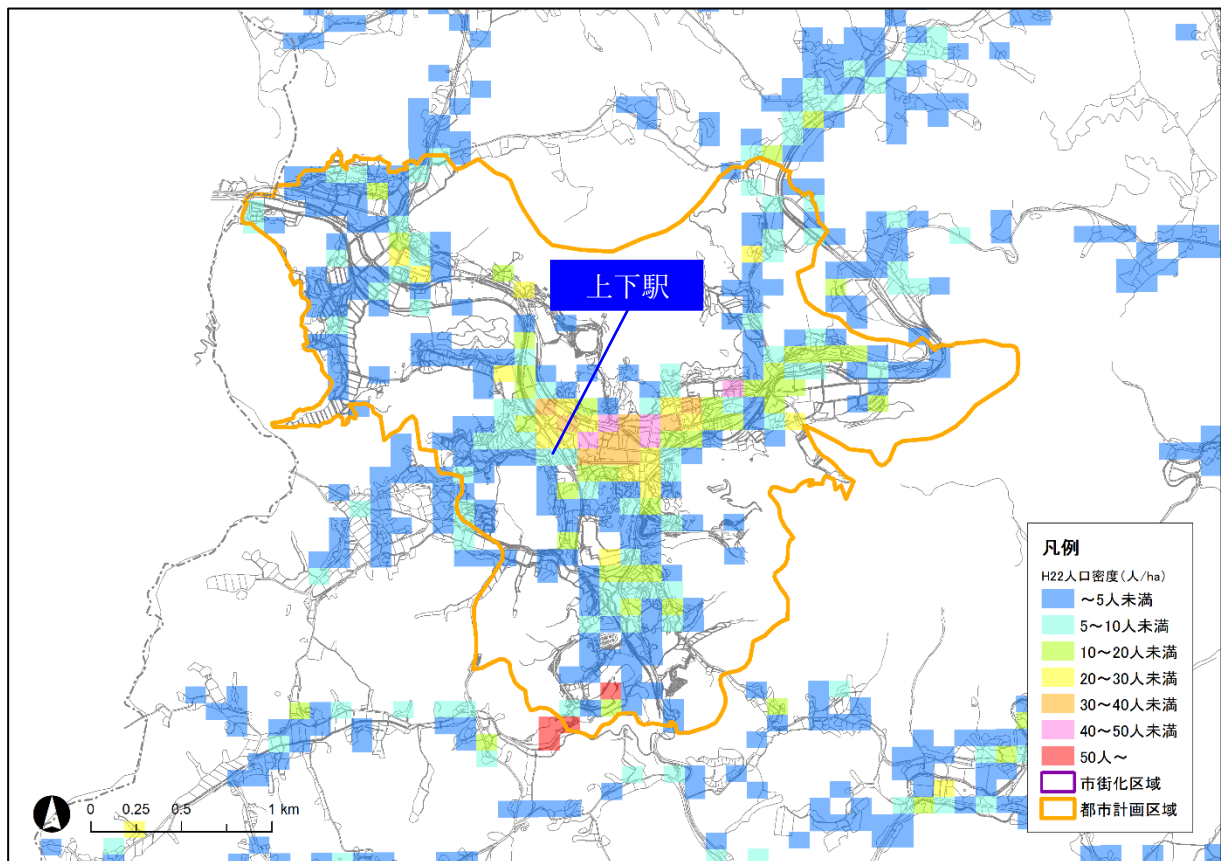 上下駅
凡例
H22人口密度(人/ha)
～5人未満
5～10人未満
10～20人未満
20～30人未満
30～40人未満
40～50人未満
50人～
市街化区域
都市計画区域
0 0.25 0.5 1 km